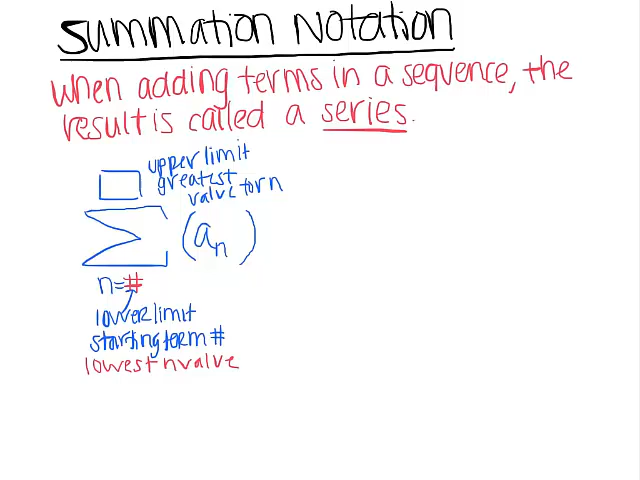 Summation Notation
When adding terms in a sequence, the
result is called a series.
upper limit
greatest
value for n
Σ (aₙ)
n=#
lower limit
starting term #
lowest n value